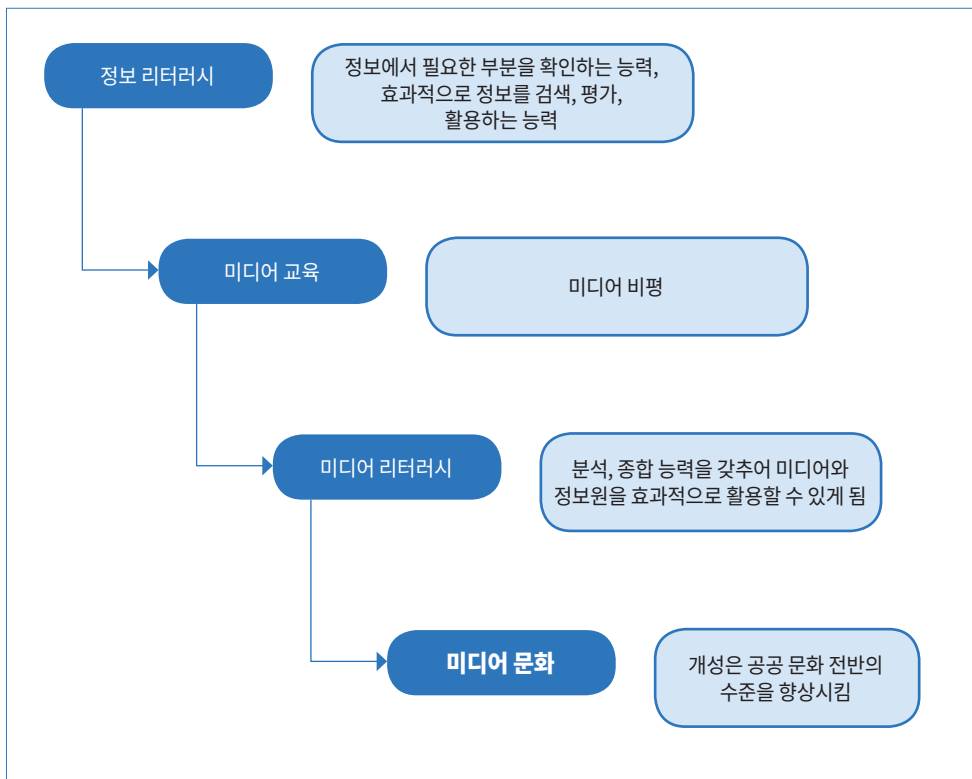 정보 리터러시
정보에서 필요한 부분을 확인하는 능력,
효과적으로 정보를 검색, 평가,
활용하는 능력
미디어 교육
미디어 비평
미디어 리터러시
분석, 종합 능력을 갖추어 미디어와
정보원을 효과적으로 활용할 수 있게 됨
미디어 문화
개성은 공공 문화 전반의
수준을 향상시킴